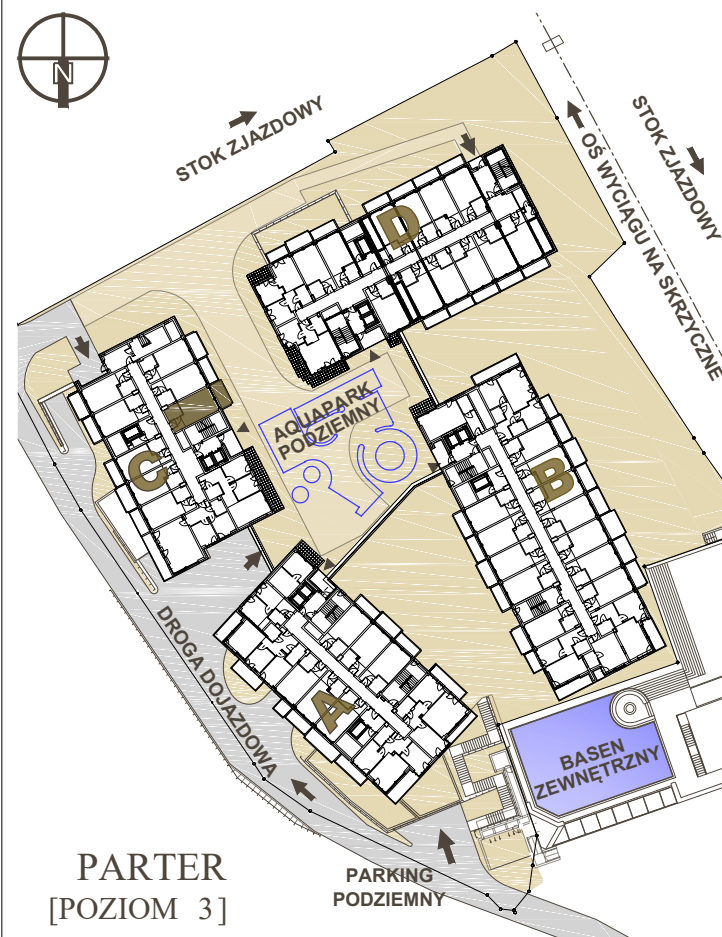 N
STOK ZJAZDOWY
STOK ZJAZDOWY
OŚ WYCIĄGU NA SKRZYCZNE
D
AQUAPARK
PODZIEMNY
C
B
DROGA DOJAZDOWA
A
BASEN
ZEWNĘTRZNY
PARTER
[POZIOM 3]
PARKING
PODZIEMNY